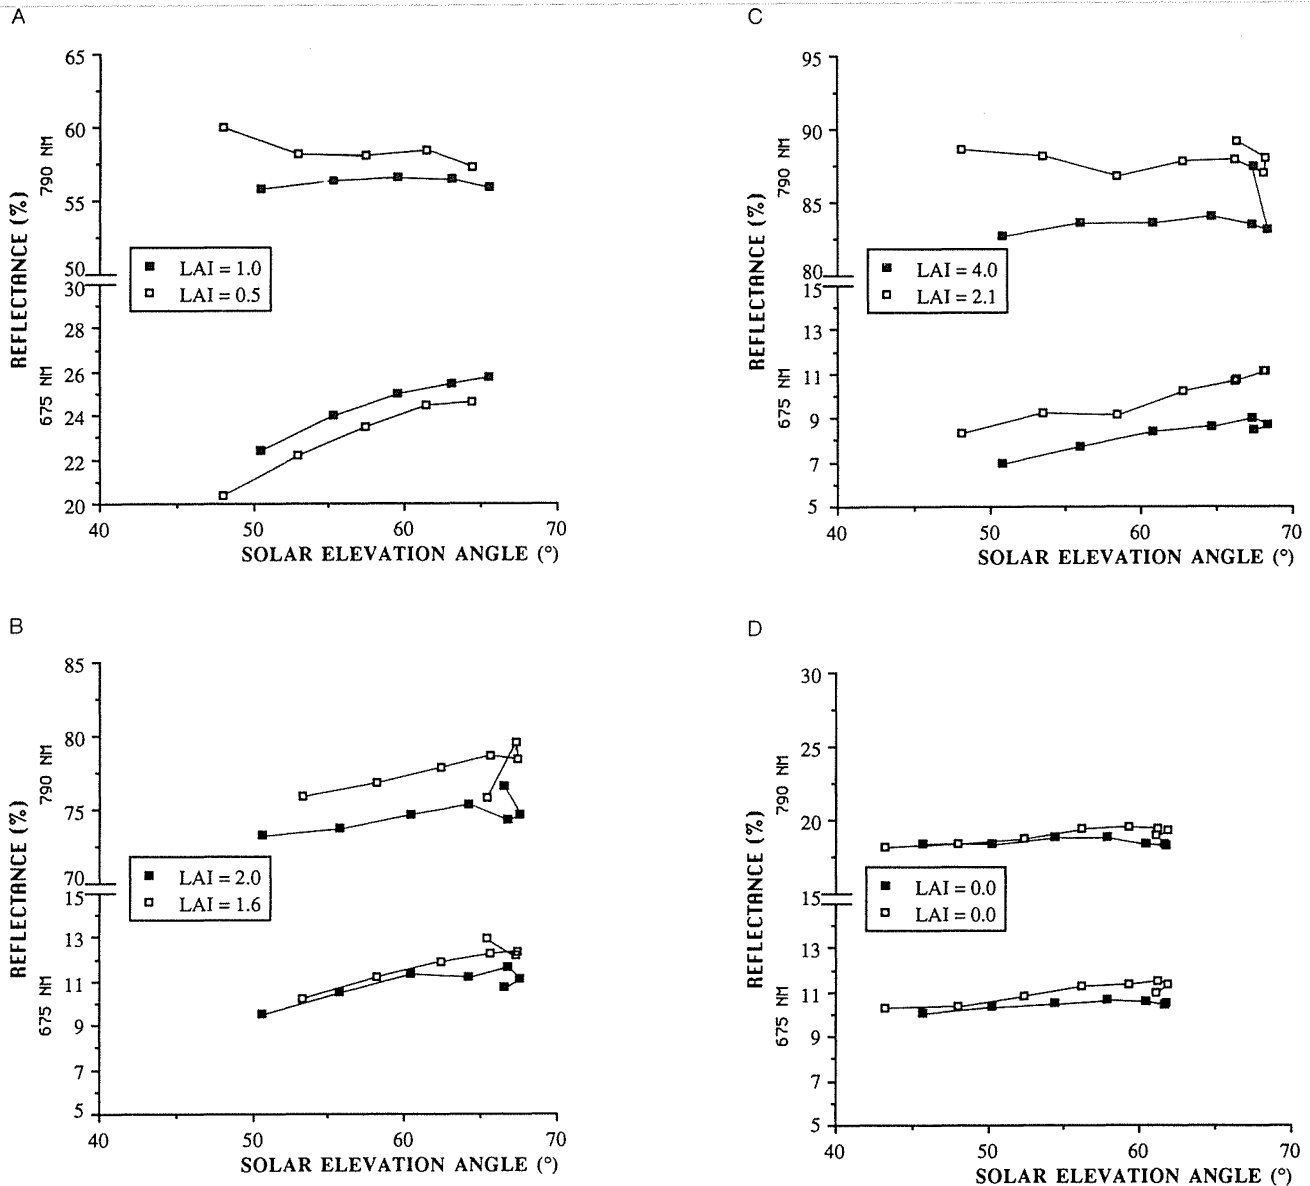 A
65
60
55
50
30
28
26
24
22
20
40
50
60
70
REFLECTANCE (%)
790 NM
675 NM
LAI = 1.0
LAI = 0.5
SOLAR ELEVATION ANGLE (°)
C
95
90
85
80
15
13
11
9
7
5
40
50
60
70
REFLECTANCE (%)
790 NM
675 NM
LAI = 4.0
LAI = 2.1
SOLAR ELEVATION ANGLE (°)
B
85
80
75
70
15
13
11
9
7
5
40
50
60
70
REFLECTANCE (%)
790 NM
675 NM
LAI = 2.0
LAI = 1.6
SOLAR ELEVATION ANGLE (°)
D
30
25
20
15
13
11
9
7
5
40
50
60
70
REFLECTANCE (%)
790 NM
675 NM
LAI = 0.0
LAI = 0.0
SOLAR ELEVATION ANGLE (°)